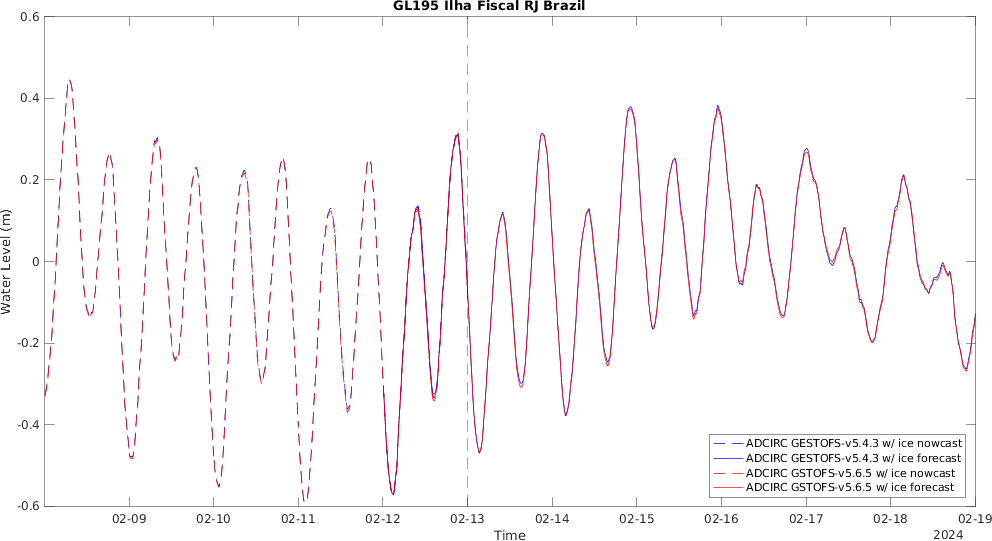 GL195 Ilha Fiscal RJ Brazil
0.6
0.4
0.2
0
-0.2
-0.4
-0.6
Water Level (m)
02-09 02-10 02-11 02-12 02-13 02-14 02-15 02-16 02-17 02-18 02-19
Time
2024
ADCIRC GESTOFS-v5.4.3 w/ ice nowcast
ADCIRC GESTOFS-v5.4.3 w/ ice forecast
ADCIRC GSTOFS-v5.6.5 w/ ice nowcast
ADCIRC GSTOFS-v5.6.5 w/ ice forecast